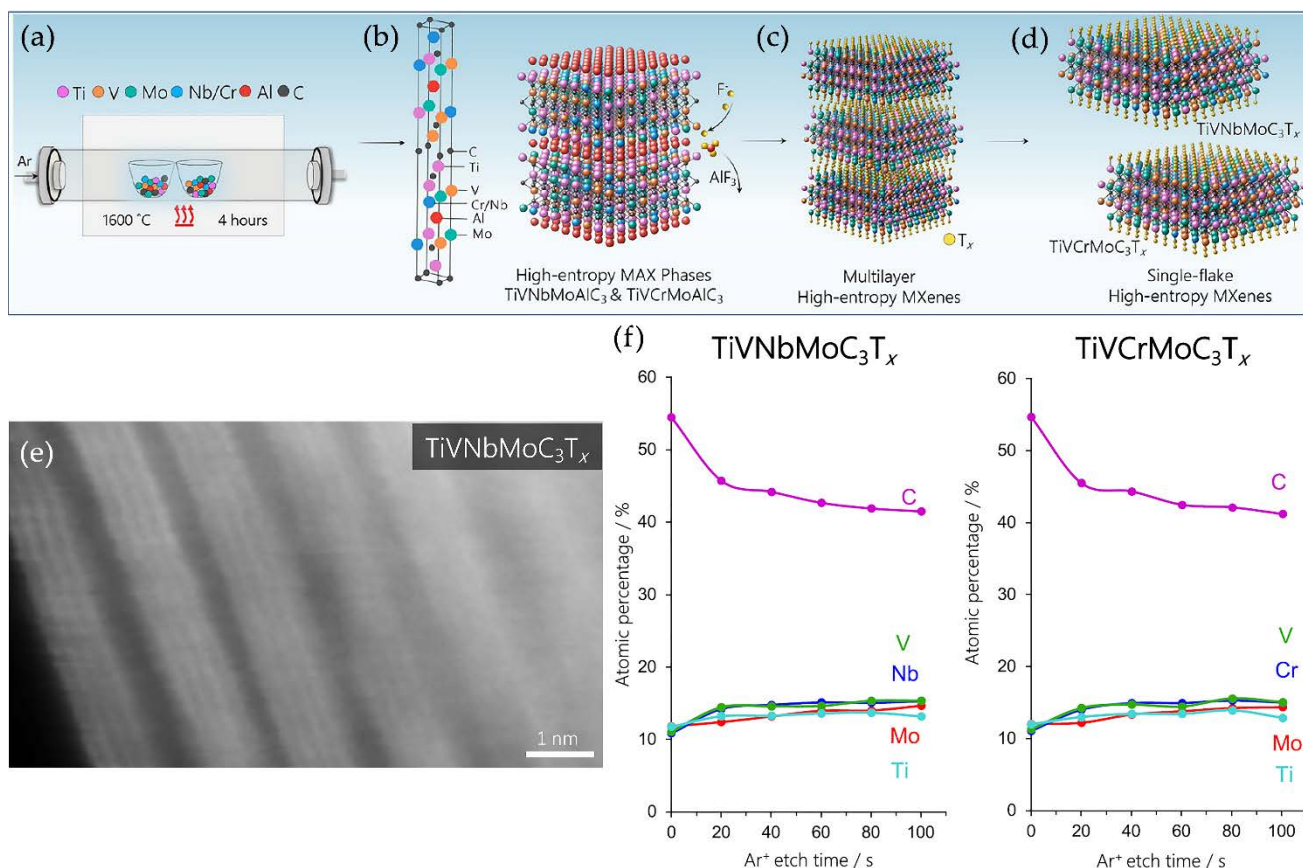 (a)
Ti V Mo Nb/Cr Al C
Ar
1600 °C 4 hours
(b)
C
Ti
V
Cr/Nb
Al
Mo
F-
AlF₃
High-entropy MAX Phases
TiVNbMoAlC₃ & TiVCrMoAlC₃
(c)
Tₓ
Multilayer
High-entropy MXenes
(d)
TiVNbMoC₃Tₓ
TiVCrMoC₃Tₓ
Single-flake
High-entropy MXenes
(e)
TiVNbMoC₃Tₓ
1 nm
(f)
TiVNbMoC₃Tₓ
Atomic percentage / %
60
50
40
30
20
10
0
C
V
Nb
Mo
Ti
0 20 40 60 80 100
Ar⁺ etch time / s
TiVCrMoC₃Tₓ
Atomic percentage / %
60
50
40
30
20
10
0
C
V
Cr
Mo
Ti
0 20 40 60 80 100
Ar⁺ etch time / s